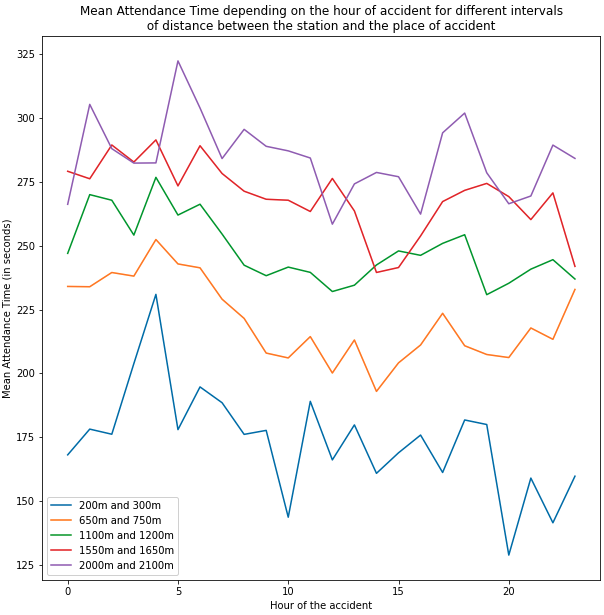 Mean Attendance Time depending on the hour of accident for different intervals
of distance between the station and the place of accident
Mean Attendance Time (in seconds)
325
300
275
250
225
200
175
150
125
200m and 300m
650m and 750m
1100m and 1200m
1550m and 1650m
2000m and 2100m
0 5 10 15 20
Hour of the accident